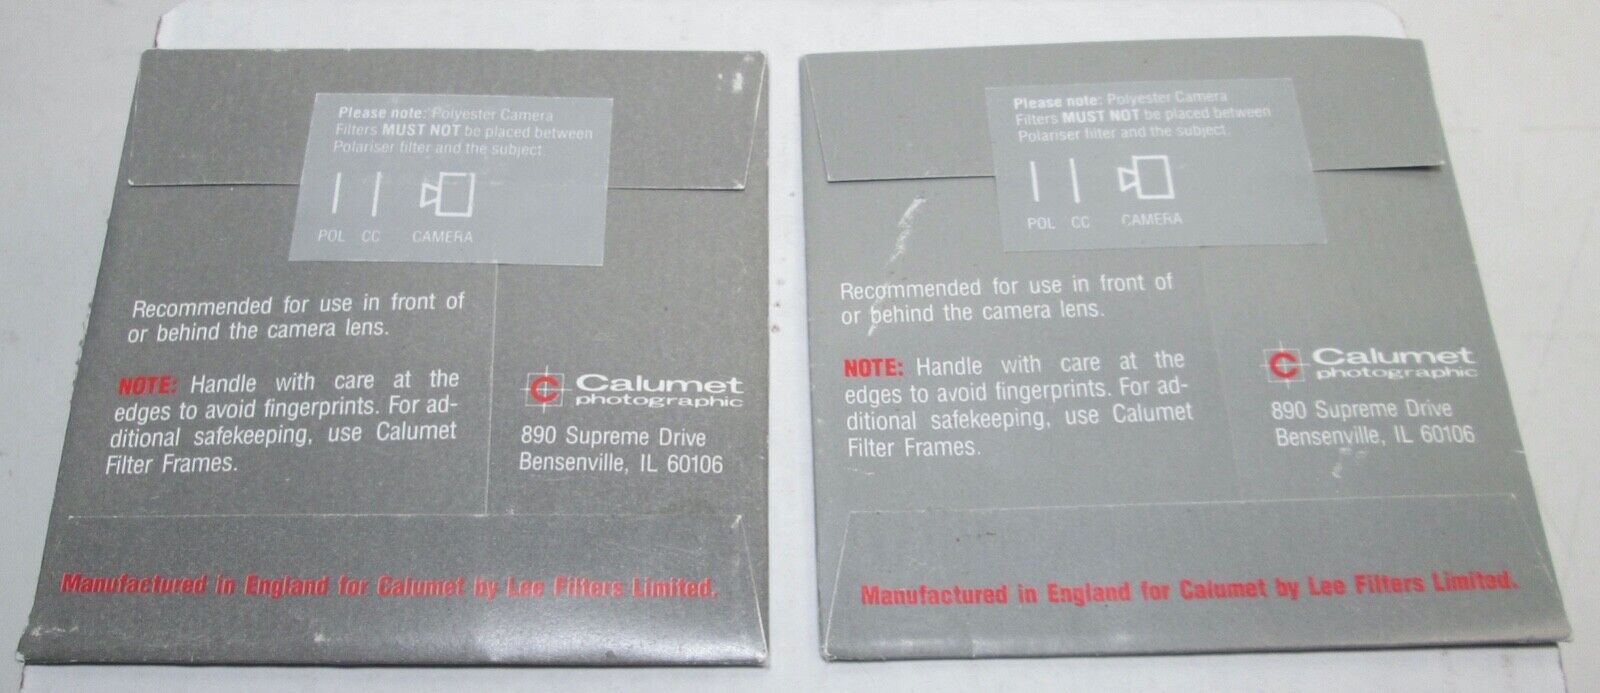 Please note: Polyester Camera
Filters MUST NOT be placed between
Polariser filter and the subject.
POL CC CAMERA
Recommended for use in front of
or behind the camera lens.
NOTE: Handle with care at the
edges to avoid fingerprints. For ad-
ditional safekeeping, use Calumet
Filter Frames.
C Calumet
photographic
890 Supreme Drive
Bensenville, IL 60106
Manufactured in England for Calumet by Lee Filters Limited.
Please note: Polyester Camera
Filters MUST NOT be placed between
Polariser filter and the subject.
POL CC CAMERA
Recommended for use in front of
or behind the camera lens.
NOTE: Handle with care at the
edges to avoid fingerprints. For ad-
ditional safekeeping, use Calumet
Filter Frames.
C Calumet
photographic
890 Supreme Drive
Bensenville, IL 60106
Manufactured in England for Calumet by Lee Filters Limited.